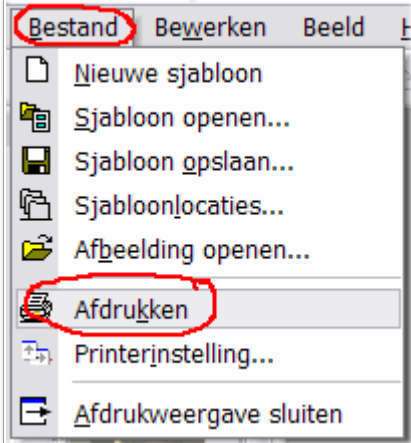 Bestand Bewerken Beeld
Nieuwe sjabloon
Sjabloon openen...
Sjabloon opslaan...
Sjabloonlocaties...
Afbeelding openen...
Afdrukken
Printerinstelling...
Afdrukweergave sluiten